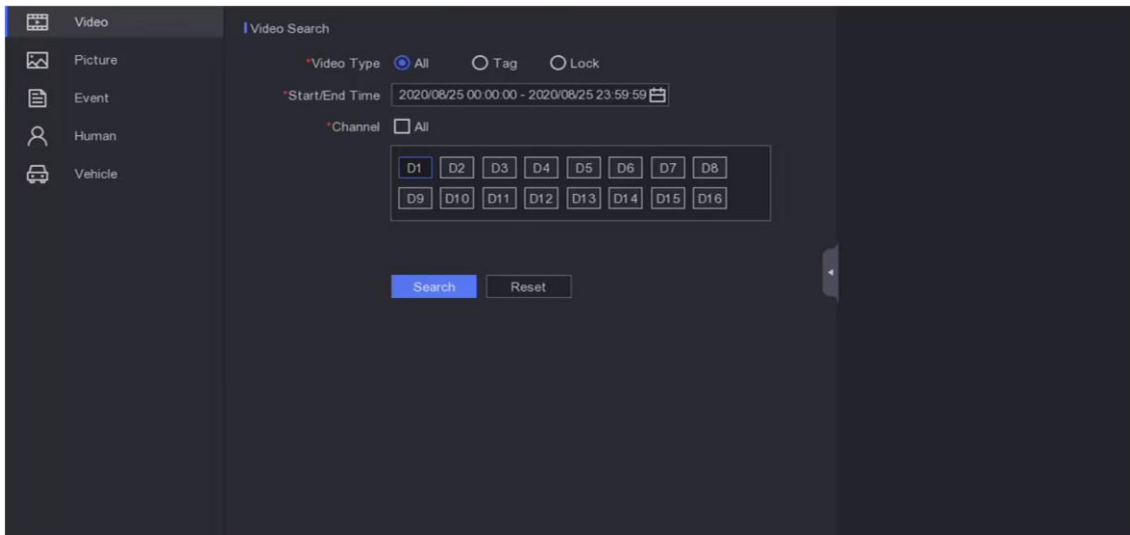 Video
Picture
Event
Human
Vehicle
Video Search
*Video Type All Tag Lock
*Start/End Time 2020/08/25 00:00:00 - 2020/08/25 23:59:59
*Channel All
D1 D2 D3 D4 D5 D6 D7 D8
D9 D10 D11 D12 D13 D14 D15 D16
Search Reset